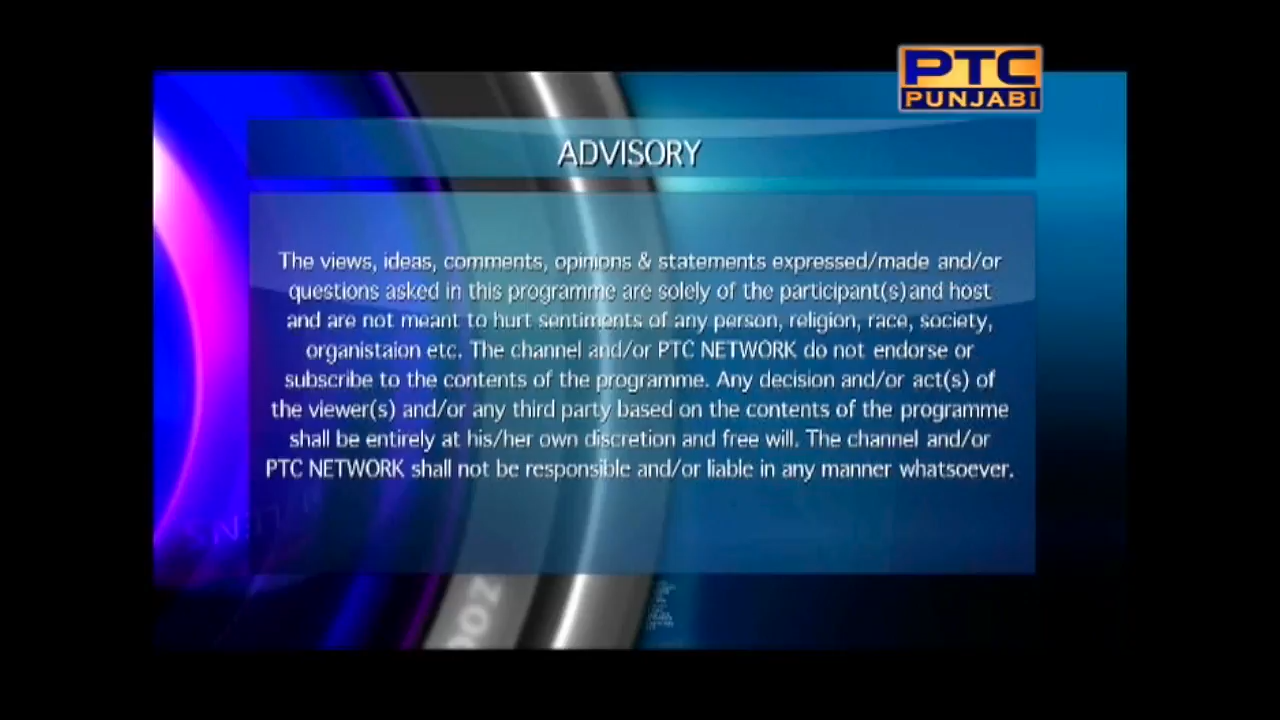 PTC
PUNJABI
ADVISORY
The views, ideas, comments, opinions & statements expressed/made and/or
questions asked in this programme are solely of the participant(s) and host
and are not meant to hurt sentiments of any person, religion, race, society,
organistaion etc. The channel and/or PTC NETWORK do not endorse or
subscribe to the contents of the programme. Any decision and/or act(s) of
the viewer(s) and/or any third party based on the contents of the programme
shall be entirely at his/her own discretion and free will. The channel and/or
PTC NETWORK shall not be responsible and/or liable in any manner whatsoever.